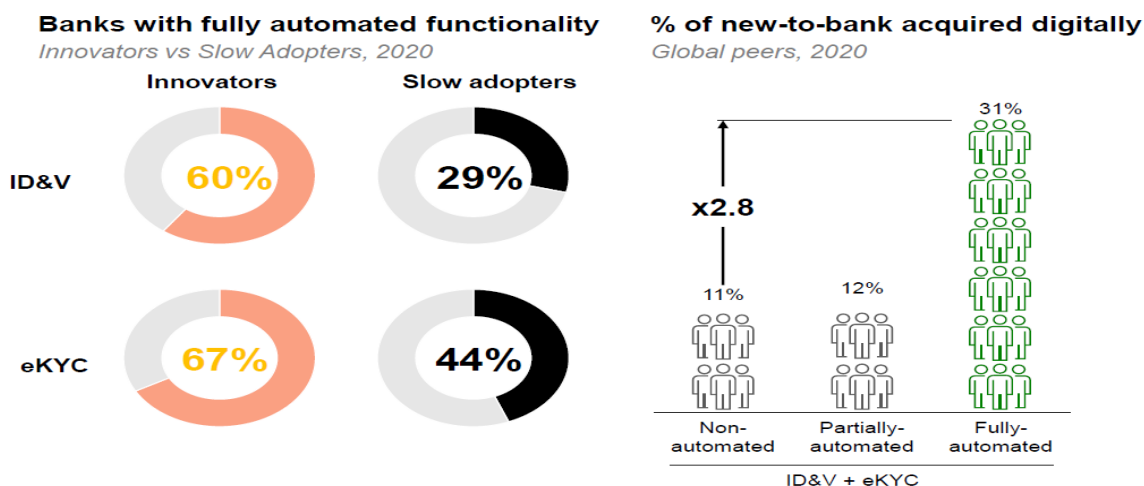 Banks with fully automated functionality
Innovators vs Slow Adopters, 2020
Innovators
Slow adopters
ID&V
60%
29%
eKYC
67%
44%
% of new-to-bank acquired digitally
Global peers, 2020
31%
x2.8
11%
12%
Non-
automated
Partially-
automated
Fully-
automated
ID&V + eKYC